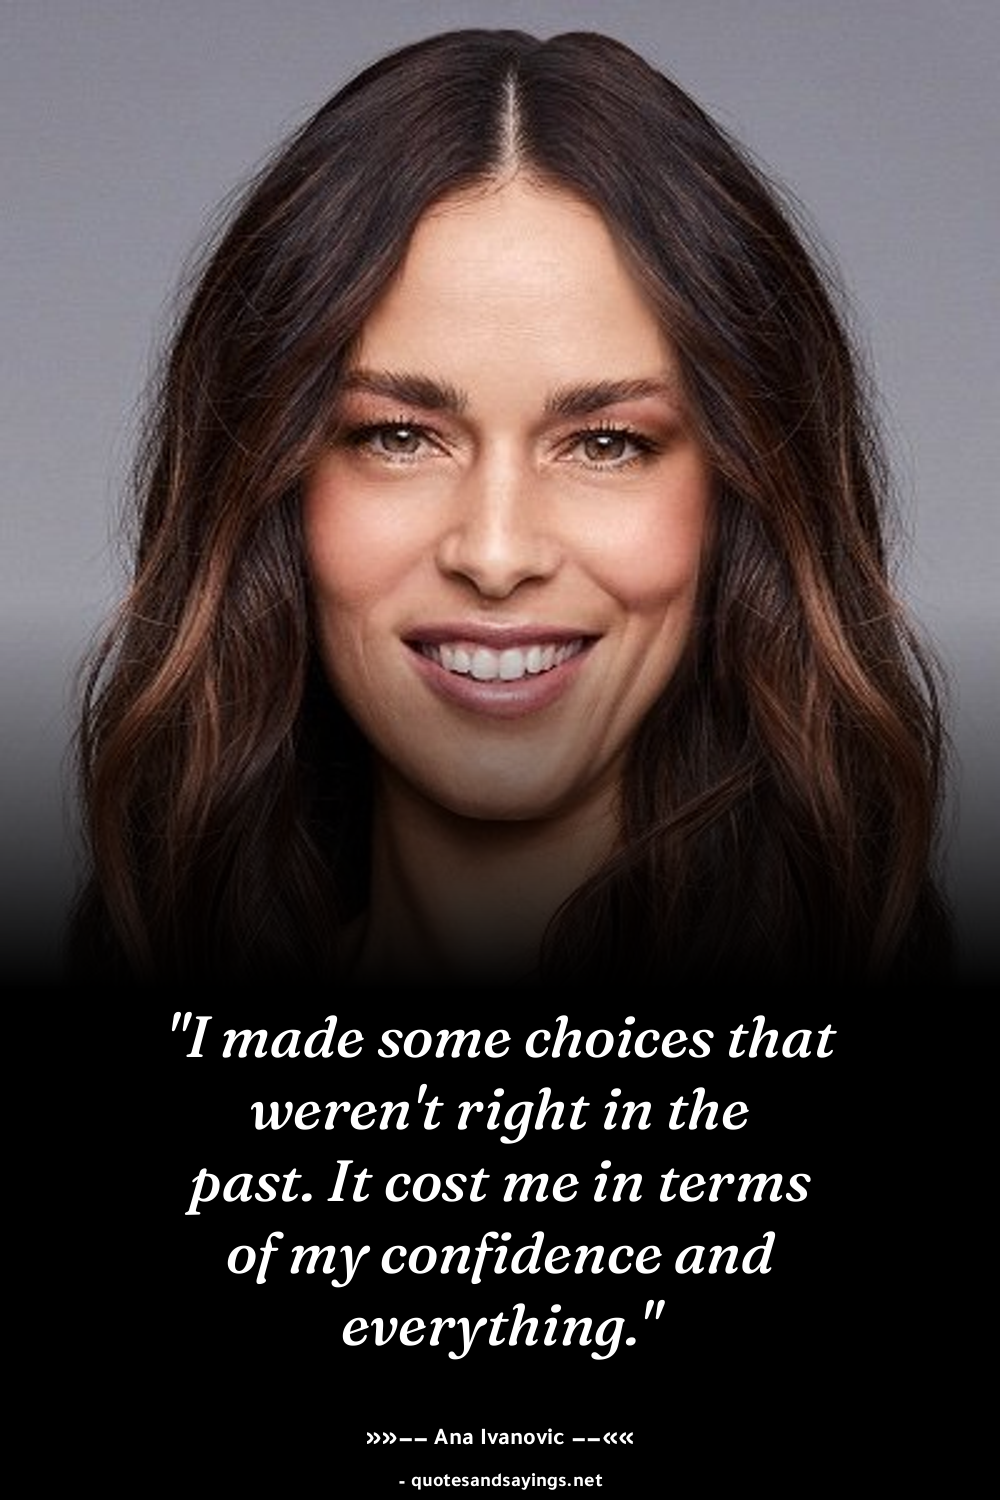 "I made some choices that
weren't right in the
past. It cost me in terms
of my confidence and
everything."
»»–– Ana Ivanovic ––««
- quotesandsayings.net